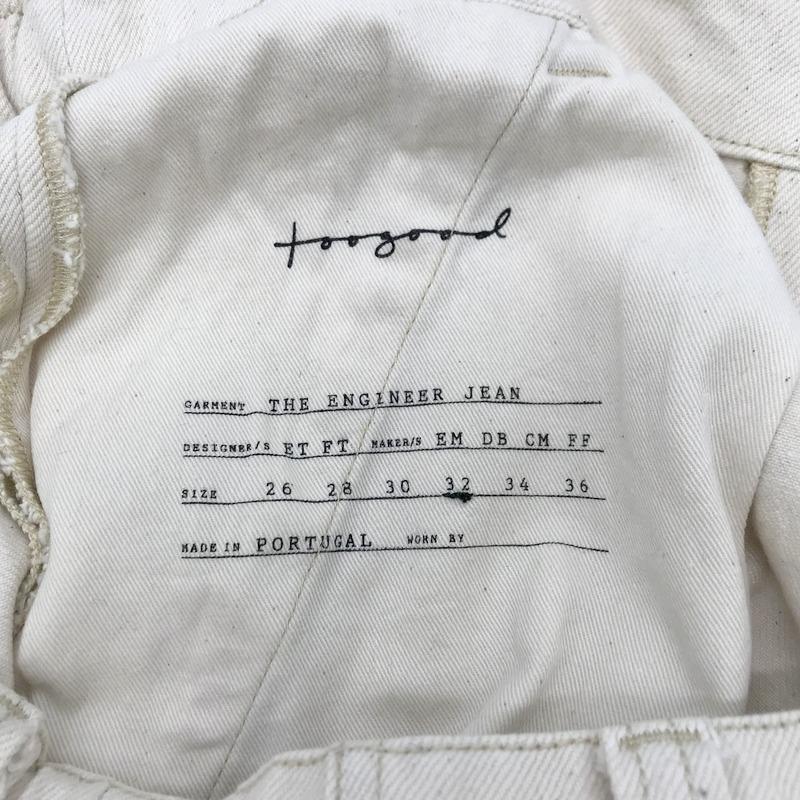 toogood
GARMENT THE ENGINEER JEAN
DESIGNER/S ET FT MAKER/S EM DB CM FF
SIZE 26 28 30 32 34 36
MADE IN PORTUGAL WORN BY